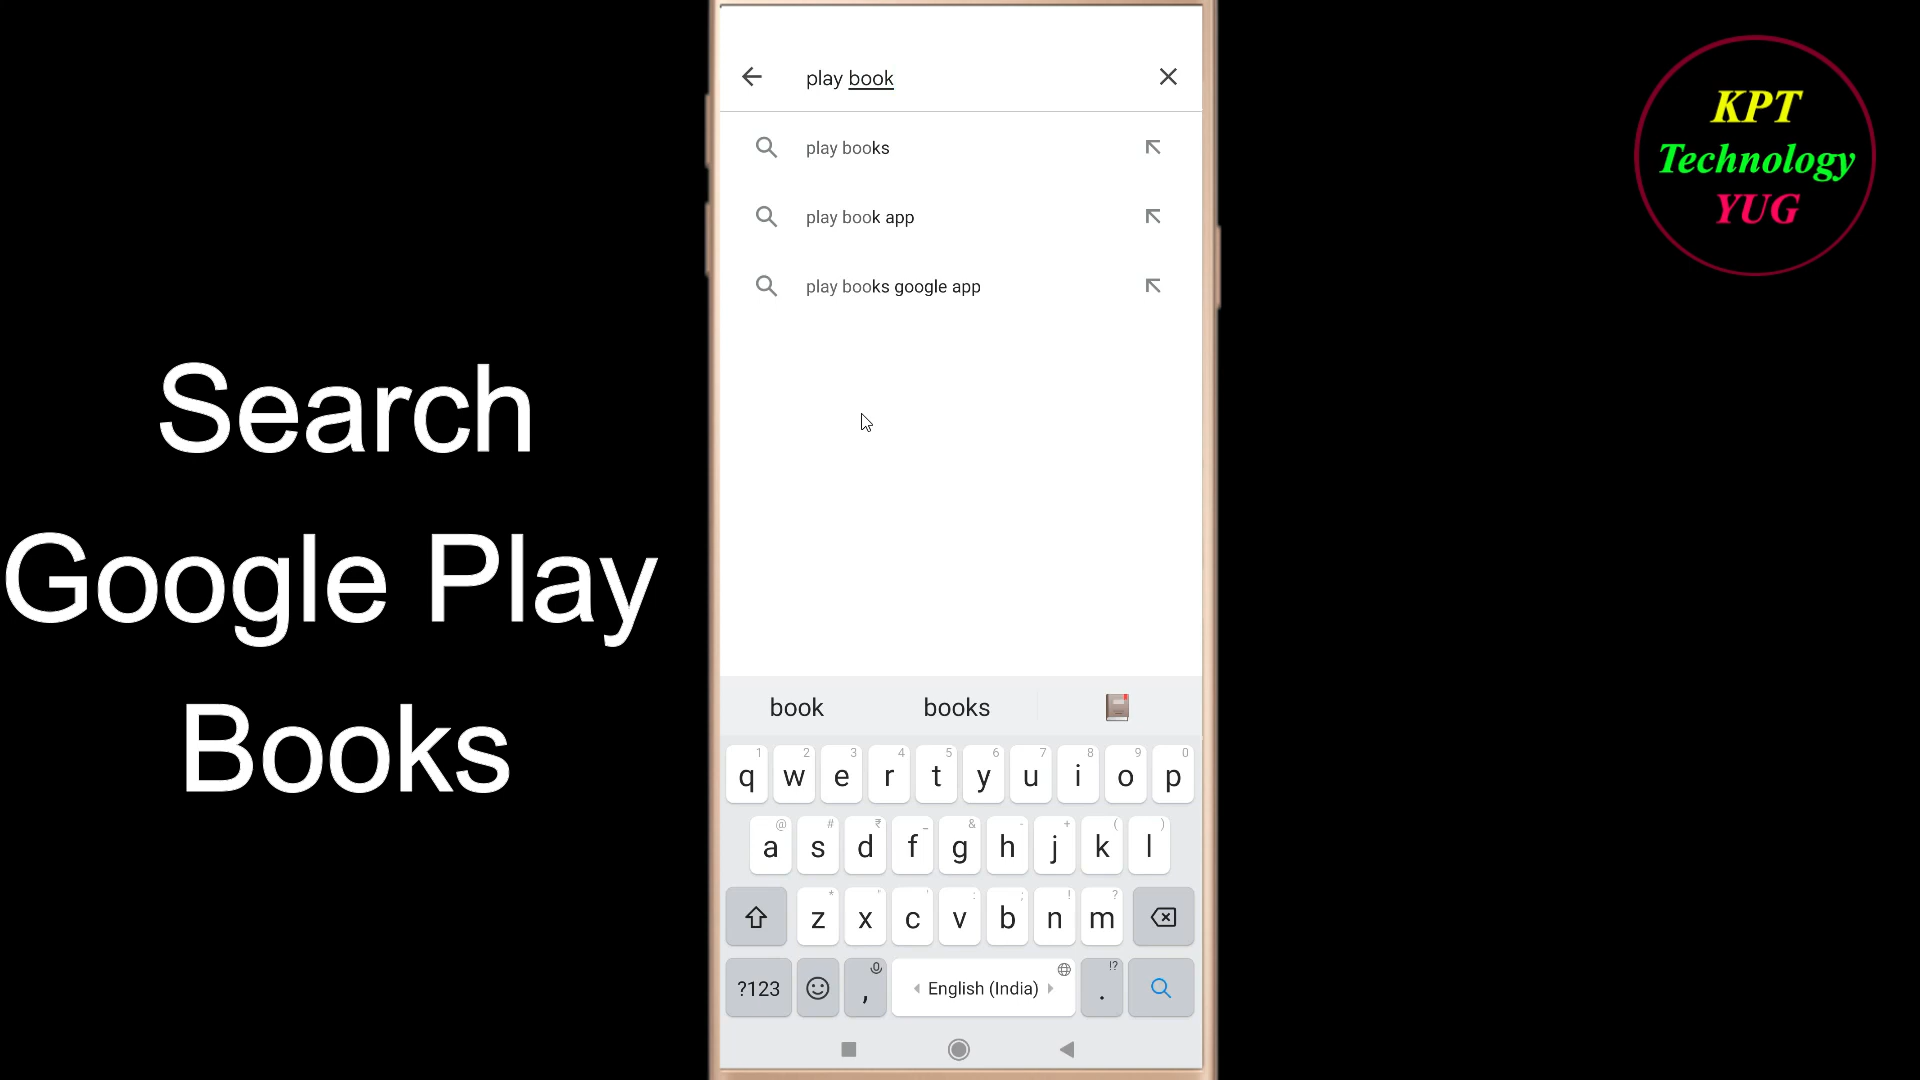 Search
Google Play
Books
play book
play books
play book app
play books google app
book books
1 2 3 4 5 6 7 8 9 0
q w e r t y u i o p
@ # ₹ _ & - + ( )
a s d f g h j k l
* " ' : ; ! ?
z x c v b n m
!?
?123 , English (India) .
KPT
Technology
YUG